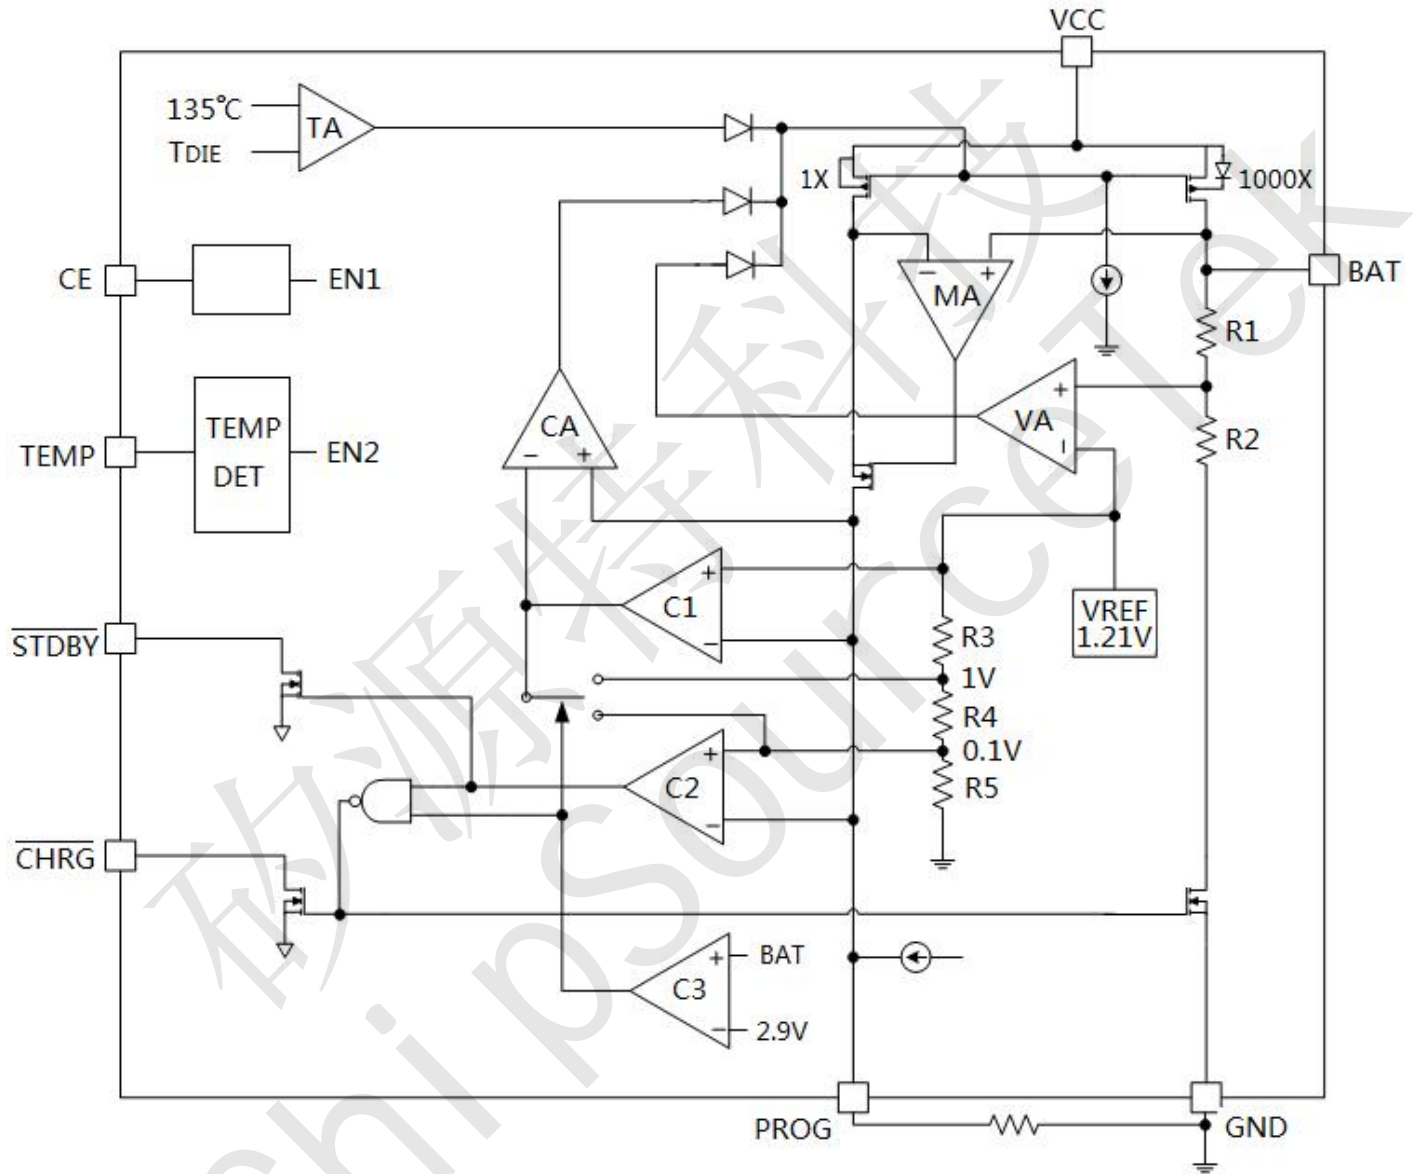 VCC
135℃
TA
TDIE
1X
1000X
CE
EN1
BAT
− +
MA
R1
+
VA
−
R2
TEMP
TEMP
DET
EN2
CA
− +
+
C1
−
VREF
1.21V
STDBY
R3
1V
R4
+
0.1V
C2
R5
−
CHRG
+
BAT
C3
−
2.9V
PROG
GND
矽源特科技
ChipSourceTek